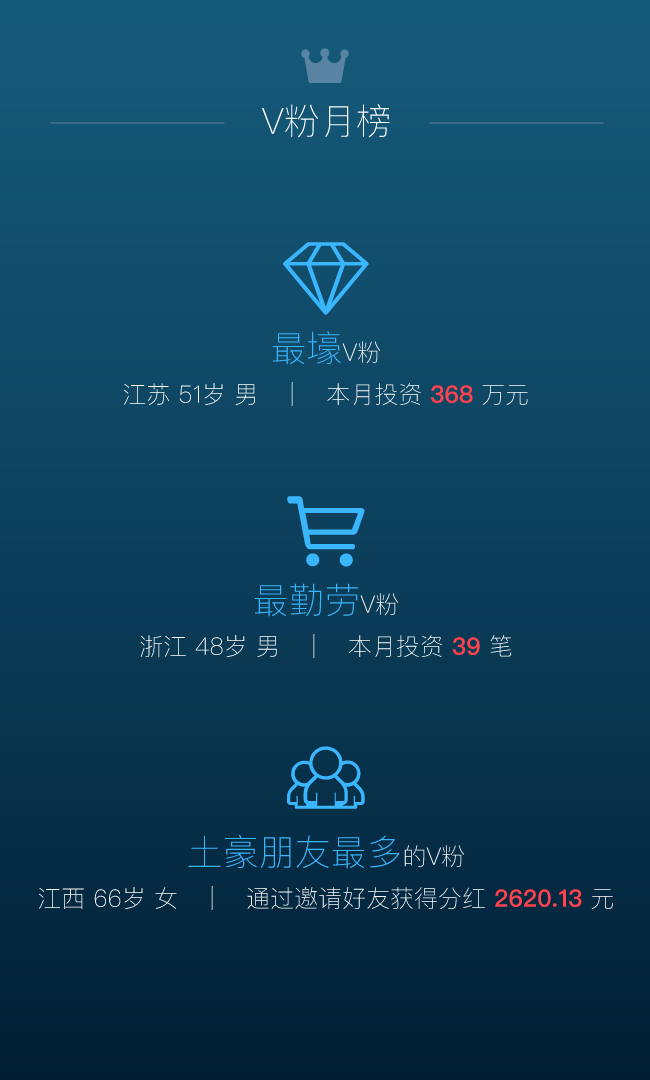 V粉月榜
最壕V粉
江苏 51岁 男 | 本月投资 368 万元
最勤劳V粉
浙江 48岁 男 | 本月投资 39 笔
土豪朋友最多的V粉
江西 66岁 女 | 通过邀请好友获得分红 2620.13 元